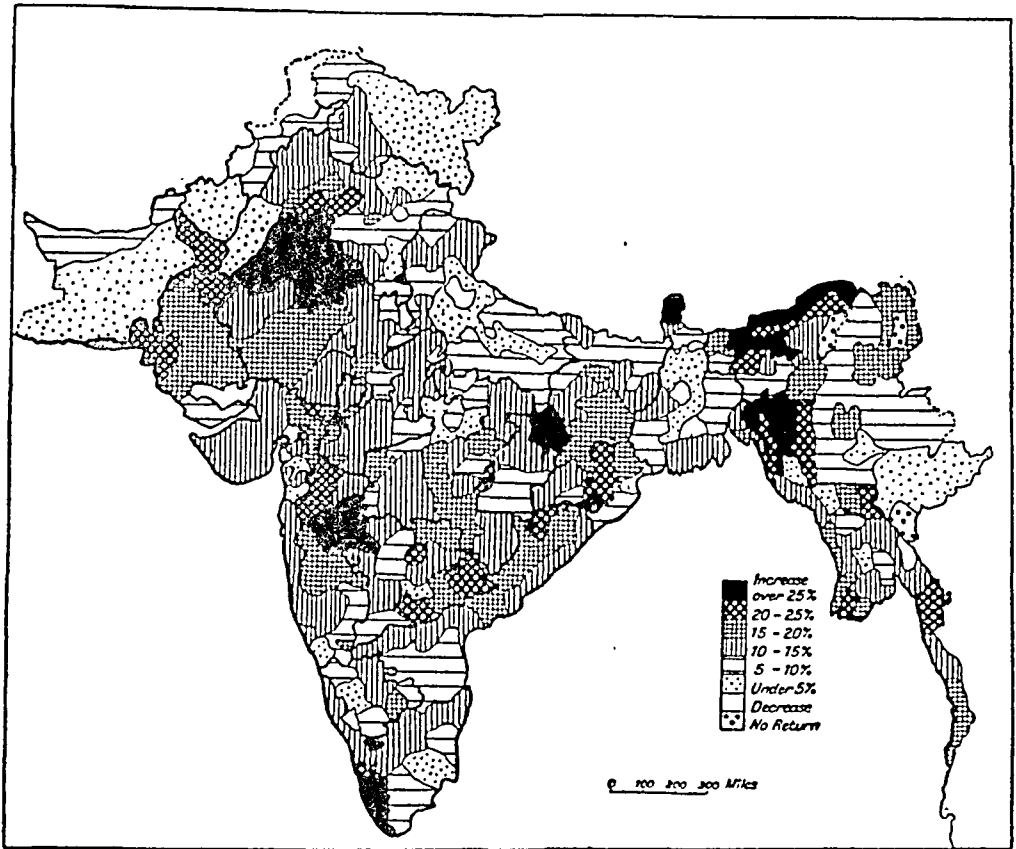 Increase
over 25%
20 - 25%
15 - 20%
10 - 15%
5 - 10%
Under 5%
Decrease
No Return
0 100 200 300 Miles